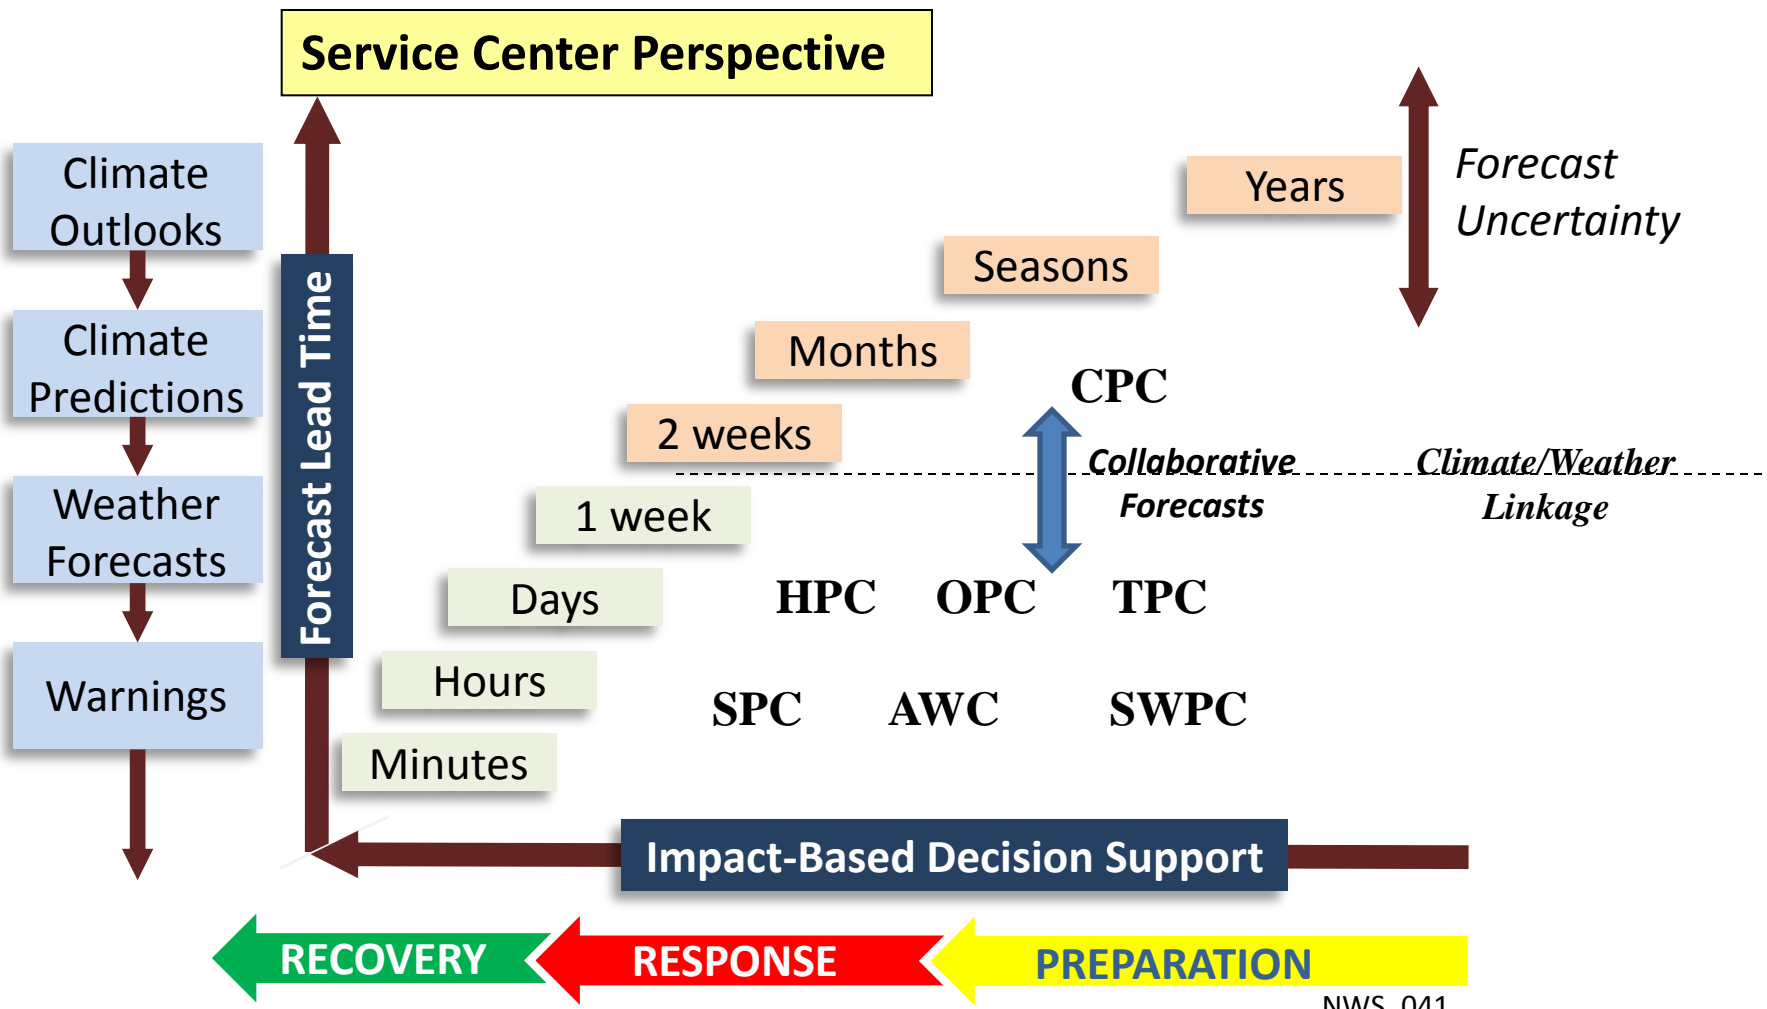 Service Center Perspective
Climate
Outlooks
Climate
Predictions
Weather
Forecasts
Warnings
Forecast Lead Time
Years
Seasons
Months
2 weeks
1 week
Days
Hours
Minutes
Forecast
Uncertainty
CPC
Collaborative
Forecasts
Climate/Weather
Linkage
HPC OPC TPC
SPC AWC SWPC
Impact-Based Decision Support
RECOVERY RESPONSE PREPARATION
NWS 041